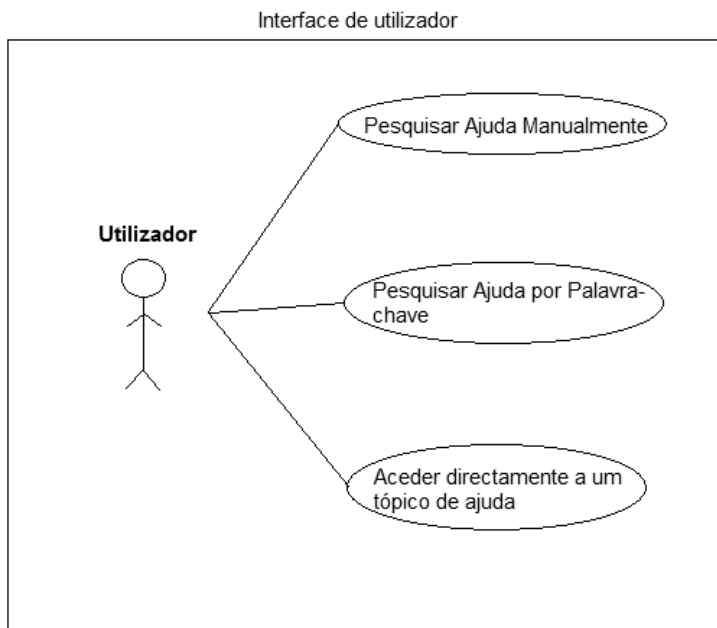 Interface de utilizador
Pesquisar Ajuda Manualmente
Utilizador
Pesquisar Ajuda por Palavra-
chave
Aceder directamente a um
tópico de ajuda